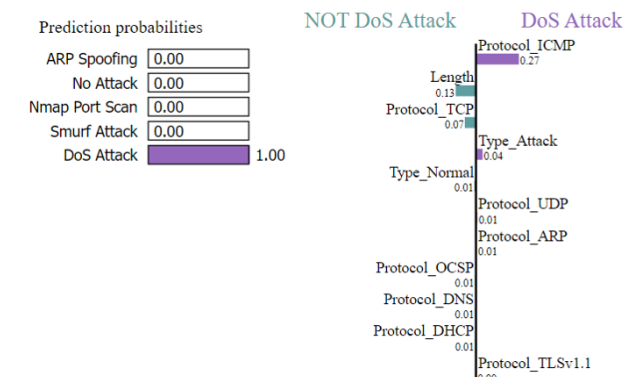 Prediction probabilities
ARP Spoofing 0.00
No Attack 0.00
Nmap Port Scan 0.00
Smurf Attack 0.00
DoS Attack 1.00
NOT DoS Attack DoS Attack
Protocol_ICMP
0.27
Length
0.13
Protocol_TCP
0.07
Type_Attack
0.04
Type_Normal
0.01
Protocol_UDP
0.01
Protocol_ARP
0.01
Protocol_OCSP
0.01
Protocol_DNS
0.01
Protocol_DHCP
0.01
Protocol_TLSv1.1